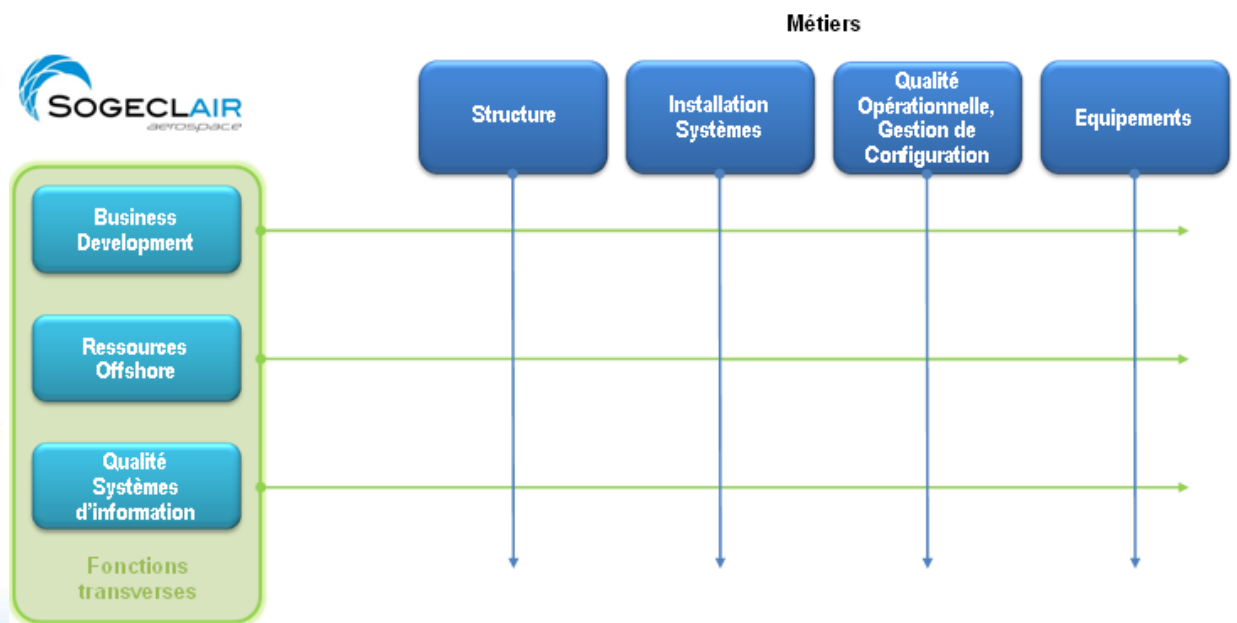 Métiers
SOGECLAIR
aerospace
Structure
Installation
Systèmes
Qualité
Opérationnelle,
Gestion de
Configuration
Equipements
Business
Development
Ressources
Offshore
Qualité
Systèmes
d'information
Fonctions
transverses